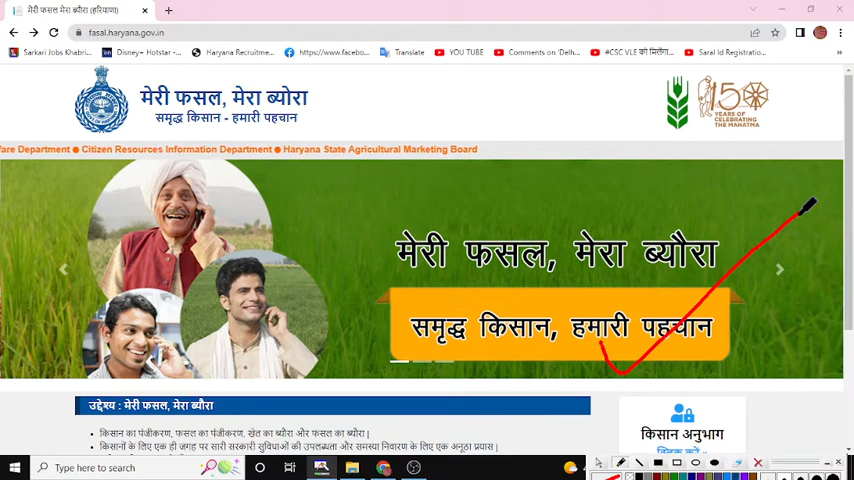 मेरी फसल मेरा ब्यौरा (हरियाणा)
fasal.haryana.gov.in
Sarkari Jobs Khabri... Disney+ Hotstar -... Haryana Recruitme... https://www.facebo... Translate YOU TUBE Comments on 'Delh... #CSC VLE को मिलेंगा... Saral Id Registratio...
मेरी फसल, मेरा ब्योरा
समृद्ध किसान - हमारी पहचान
150
YEARS OF
CELEBRATING
THE MAHATMA
fare Department ● Citizen Resources Information Department ● Haryana State Agricultural Marketing Board
मेरी फसल, मेरा ब्यौरा
समृद्ध किसान, हमारी पहचान
उद्देश्य : मेरी फसल, मेरा ब्यौरा
किसान का पंजीकरण, फसल का पंजीकरण, खेत का ब्यौरा और फसल का ब्यौरा |
किसानों के लिए एक ही जगह पर सारी सरकारी सुविधाओं की उपलब्धता और समस्या निवारण के लिए एक अनूठा प्रयास |
किसान अनुभाग
Type here to search